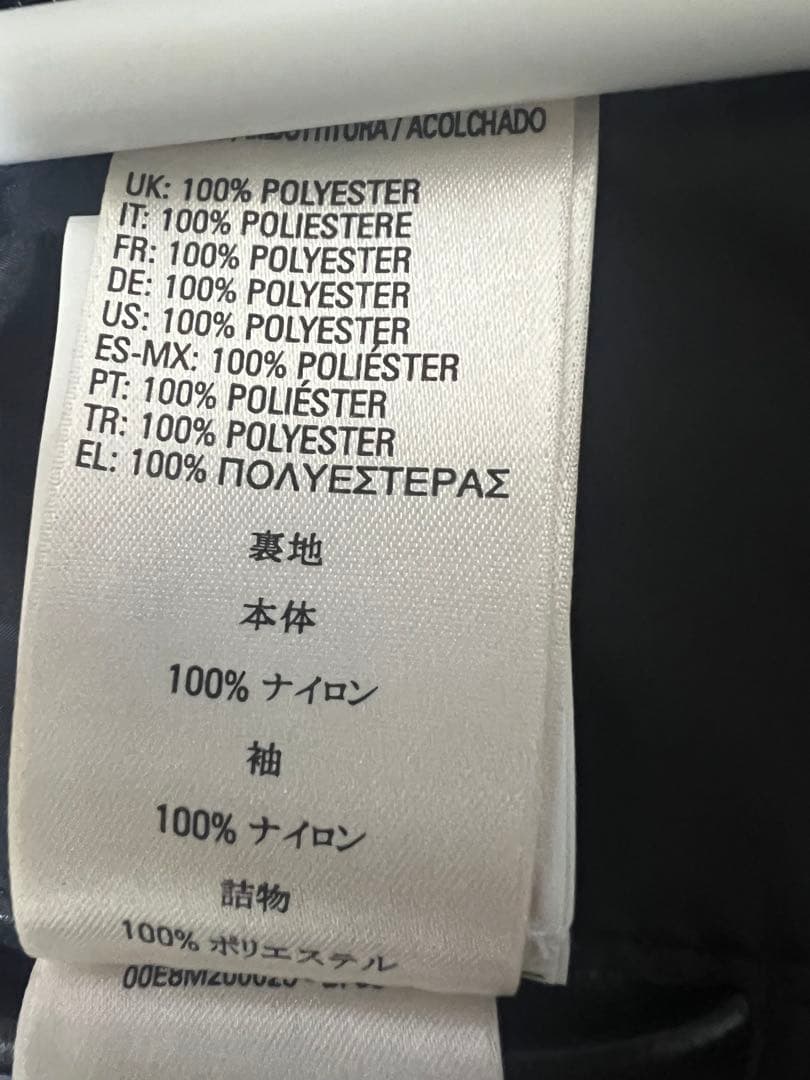 / ACOLCHADO
UK: 100% POLYESTER
IT: 100% POLIESTERE
FR: 100% POLYESTER
DE: 100% POLYESTER
US: 100% POLYESTER
ES-MX: 100% POLIÉSTER
PT: 100% POLIÉSTER
TR: 100% POLYESTER
EL: 100% ΠΟΛΥΕΣΤΕΡΑΣ
裏地
本体
100% ナイロン
袖
100% ナイロン
詰物
100% ポリエステル